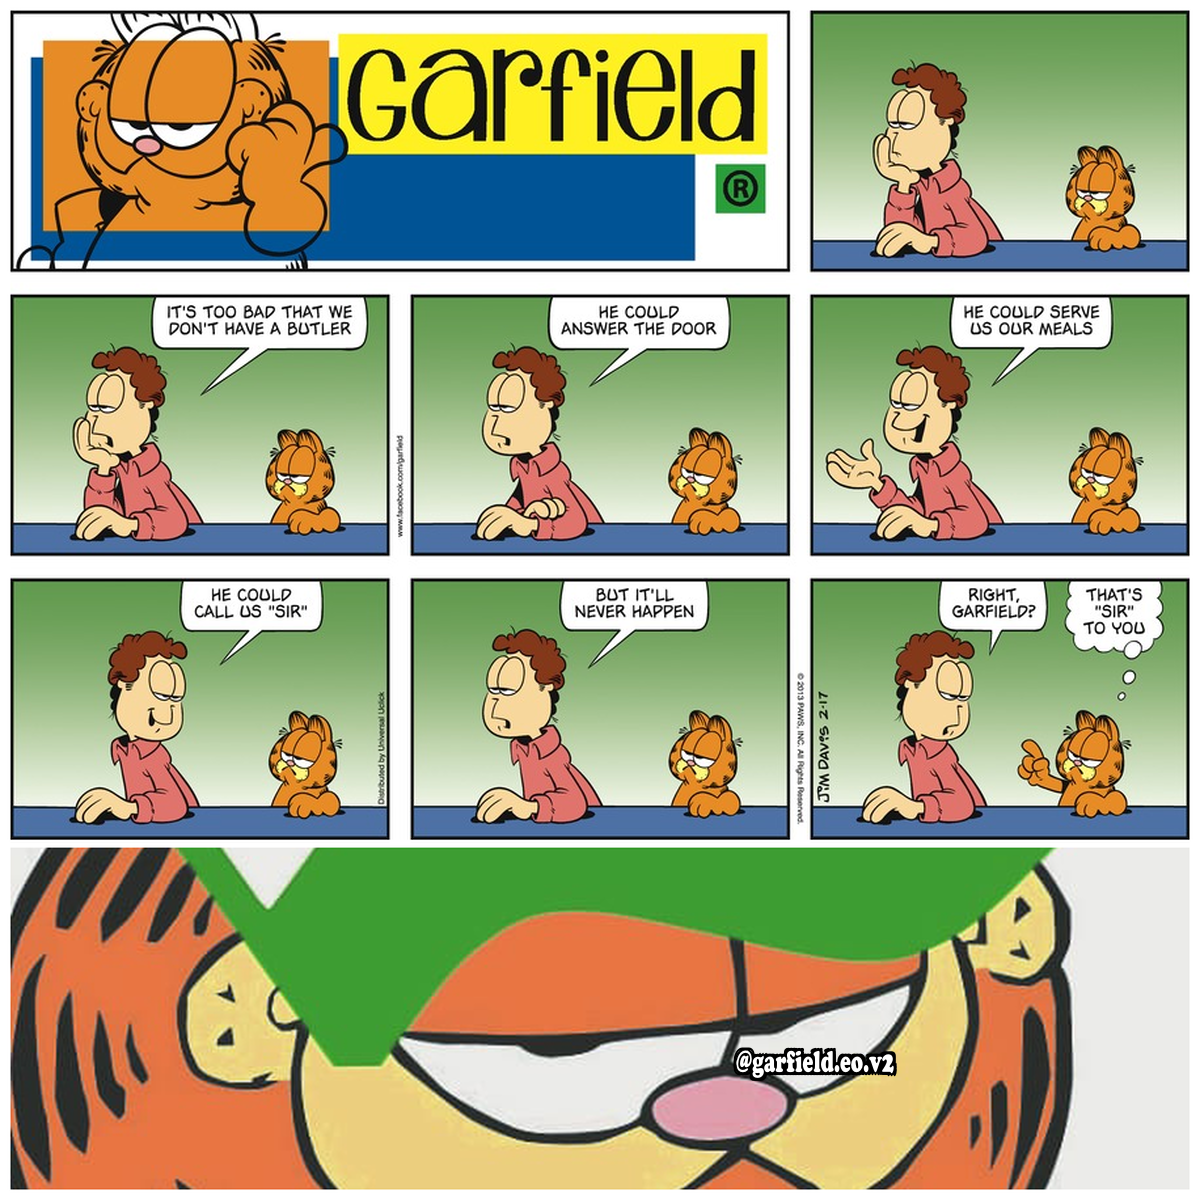 Garfield
®
IT'S TOO BAD THAT WE
DON'T HAVE A BUTLER
www.facebook.com/garfield
HE COULD
ANSWER THE DOOR
HE COULD SERVE
US OUR MEALS
HE COULD
CALL US "SIR"
Distributed by Universal Uclick
BUT IT'LL
NEVER HAPPEN
© 2013 PAWS, INC. All Rights Reserved.
JIM DAVIS 2-17
RIGHT,
GARFIELD?
THAT'S
"SIR"
TO YOU
@garfield.eo.v2